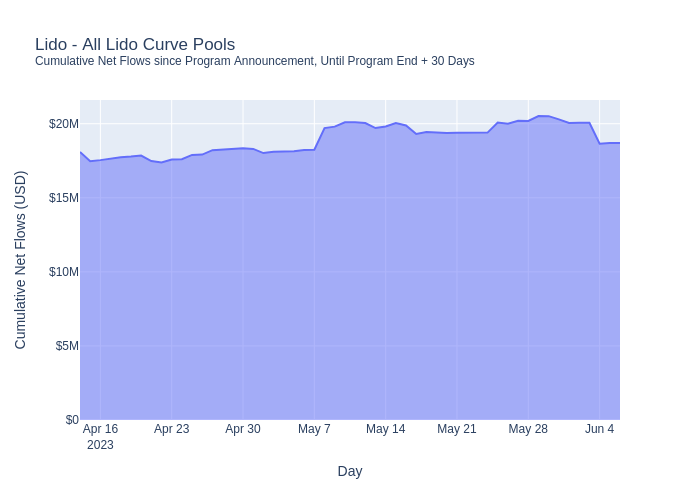 Lido - All Lido Curve Pools
Cumulative Net Flows since Program Announcement, Until Program End + 30 Days
Cumulative Net Flows (USD)
$20M
$15M
$10M
$5M
$0
Apr 16 Apr 23 Apr 30 May 7 May 14 May 21 May 28 Jun 4
2023
Day